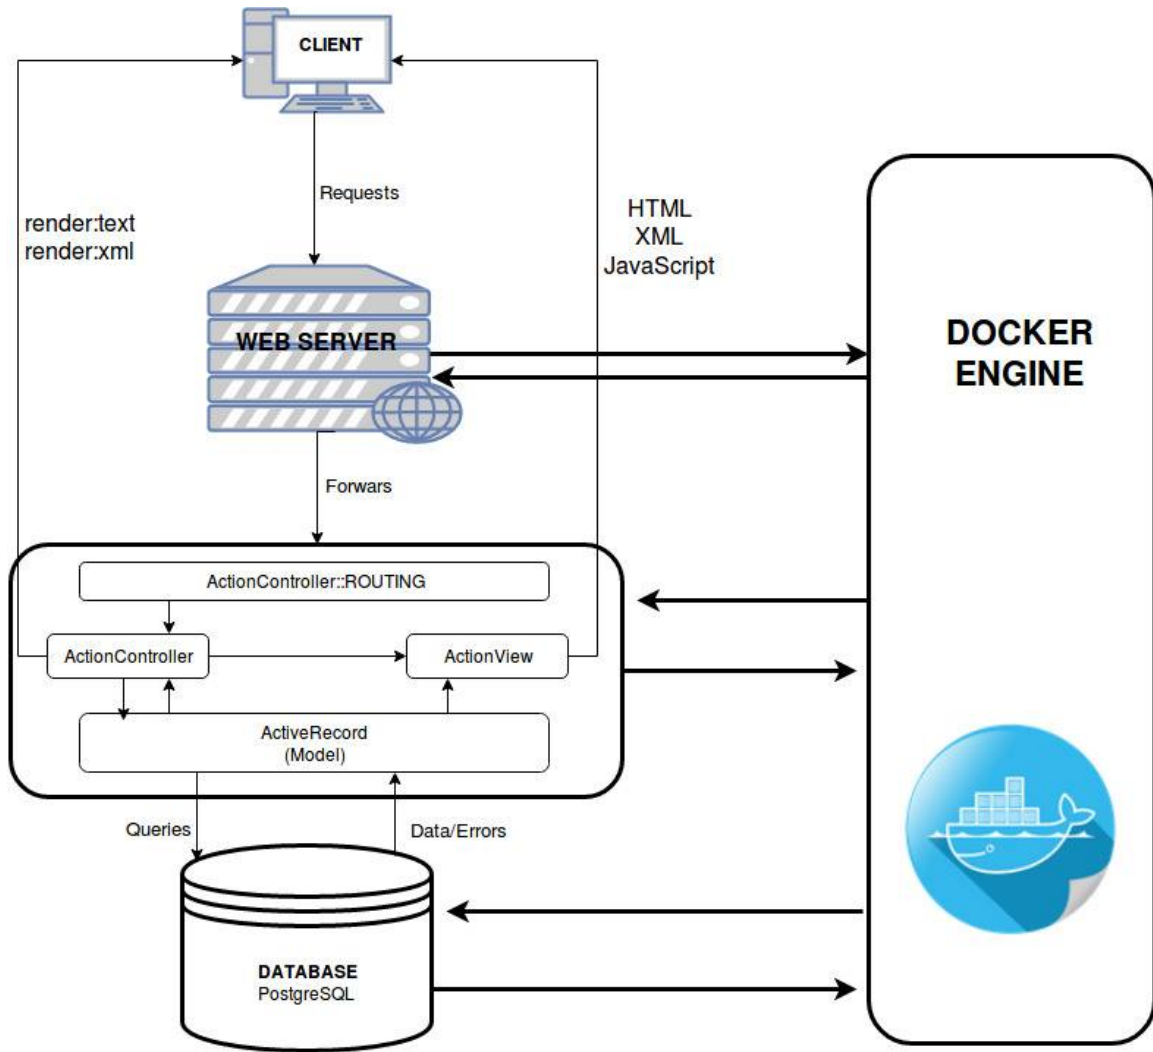 CLIENT
Requests
render:text
render:xml
HTML
XML
JavaScript
WEB SERVER
DOCKER
ENGINE
Forwars
ActionController::ROUTING
ActionController
ActionView
ActiveRecord
(Model)
Queries
Data/Errors
DATABASE
PostgreSQL